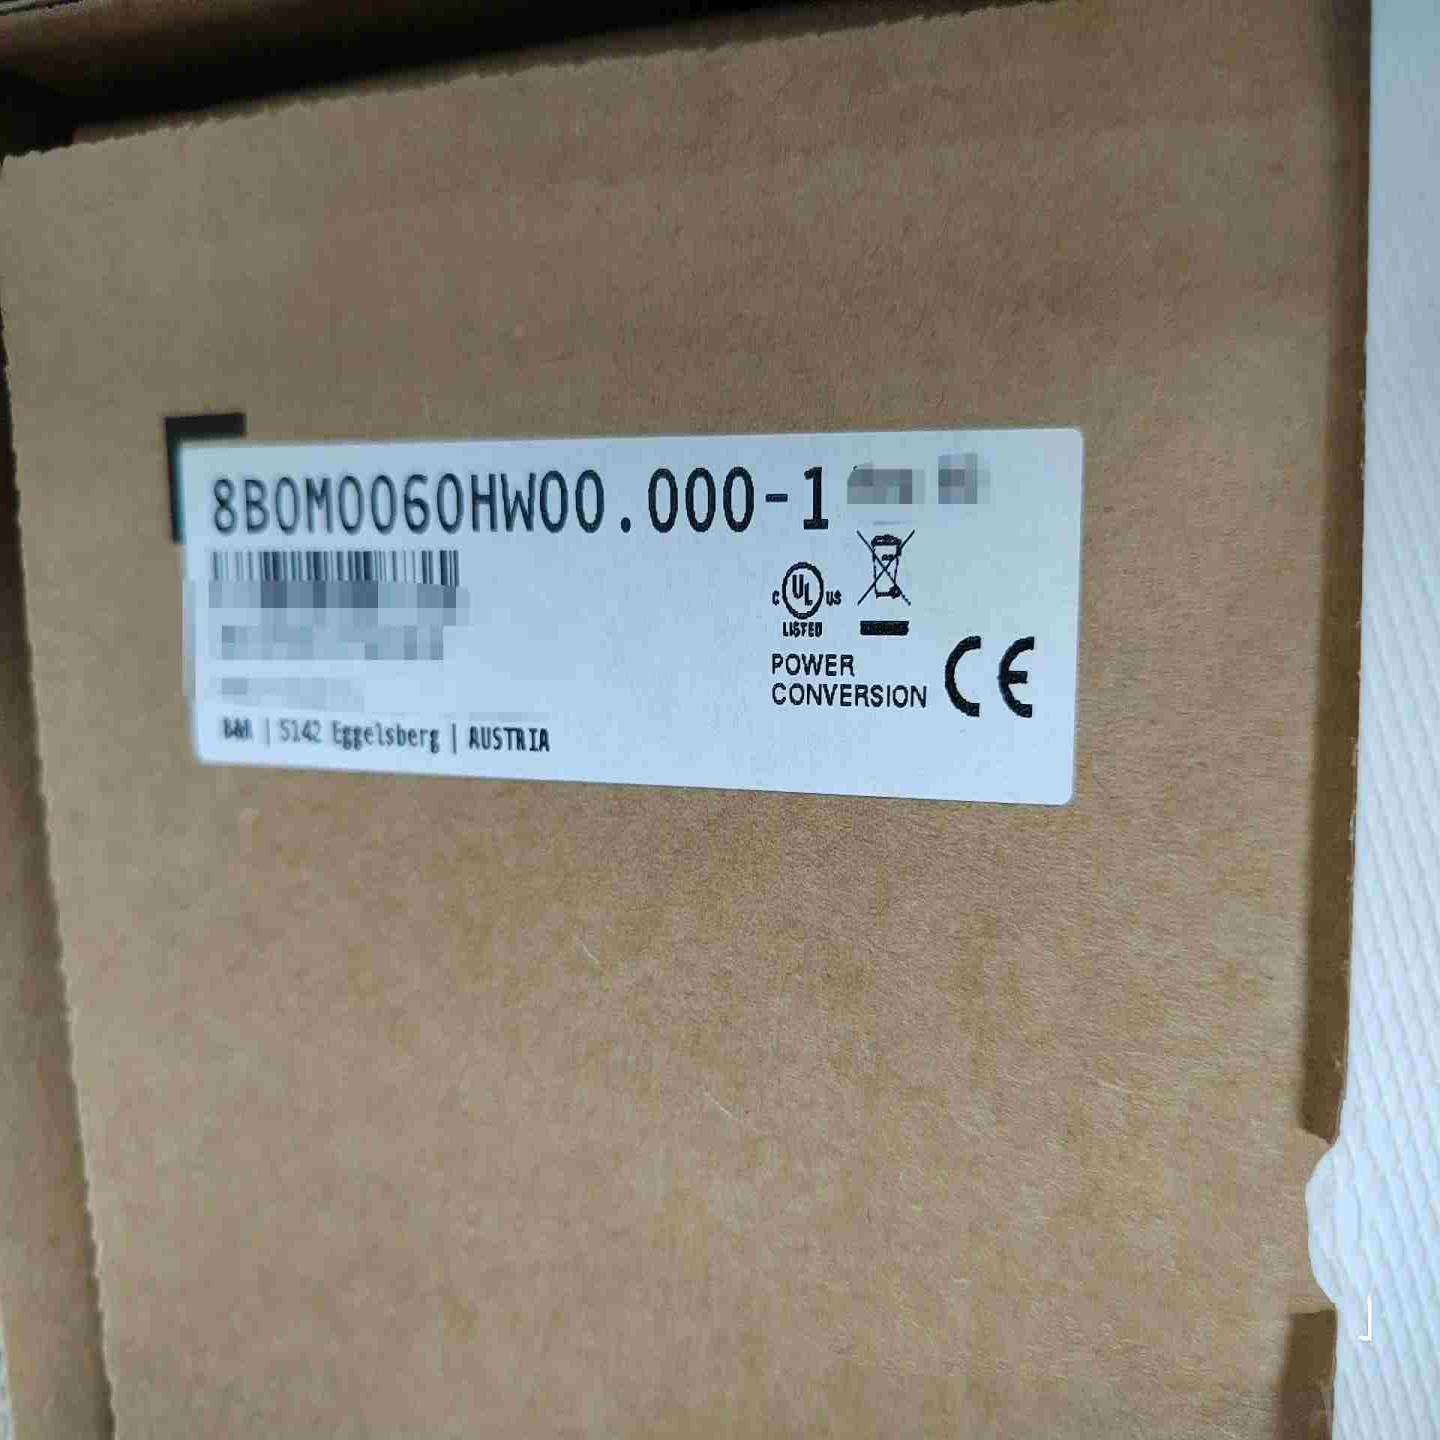 8B0M0060HW00.000-1
C UL US
LISTED
POWER
CONVERSION
CE
B&R | 5142 Eggelsberg | AUSTRIA